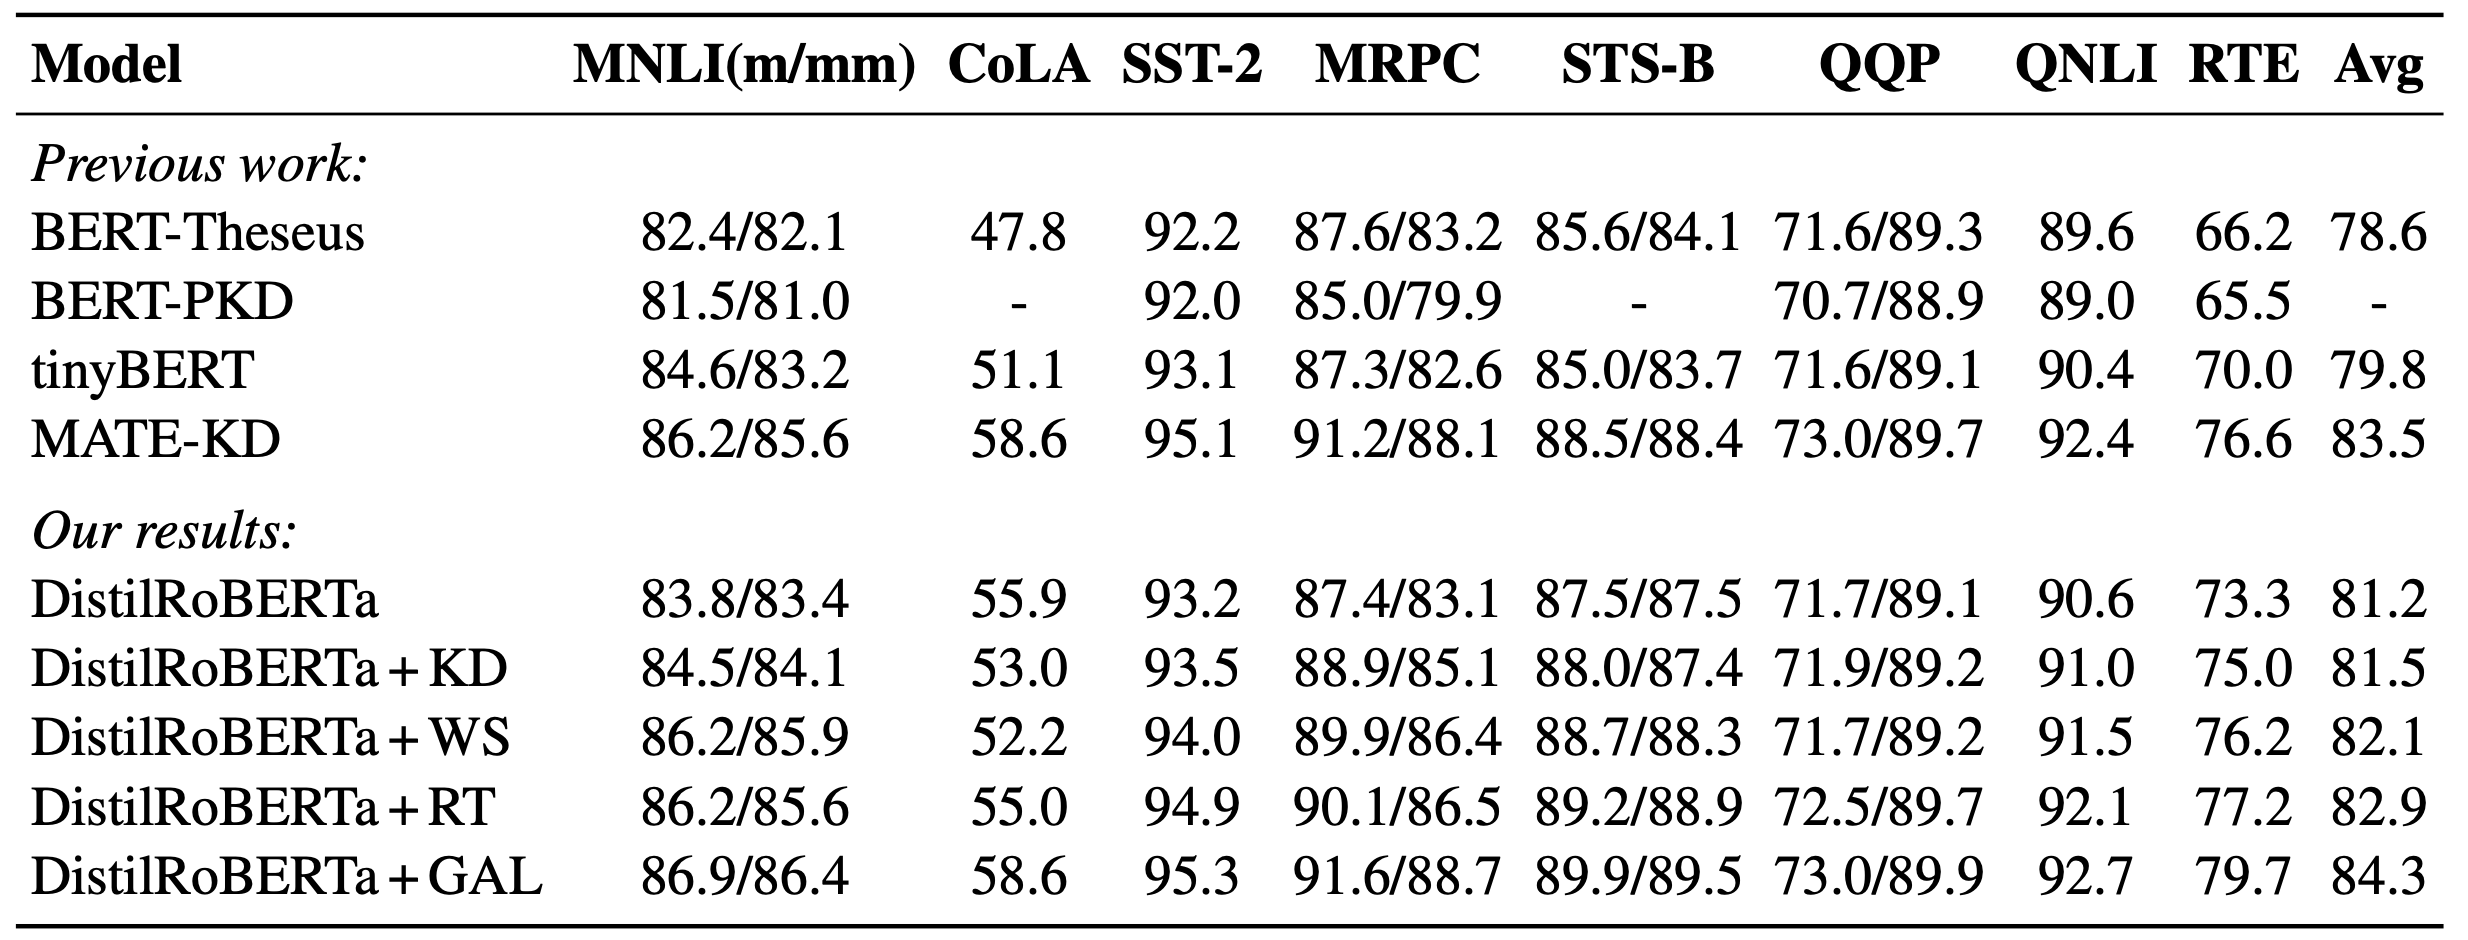 Model MNLI(m/mm) CoLA SST-2 MRPC STS-B QQP QNLI RTE Avg
Previous work:
BERT-Theseus 82.4/82.1 47.8 92.2 87.6/83.2 85.6/84.1 71.6/89.3 89.6 66.2 78.6
BERT-PKD 81.5/81.0 - 92.0 85.0/79.9 - 70.7/88.9 89.0 65.5 -
tinyBERT 84.6/83.2 51.1 93.1 87.3/82.6 85.0/83.7 71.6/89.1 90.4 70.0 79.8
MATE-KD 86.2/85.6 58.6 95.1 91.2/88.1 88.5/88.4 73.0/89.7 92.4 76.6 83.5
Our results:
DistilRoBERTa 83.8/83.4 55.9 93.2 87.4/83.1 87.5/87.5 71.7/89.1 90.6 73.3 81.2
DistilRoBERTa + KD 84.5/84.1 53.0 93.5 88.9/85.1 88.0/87.4 71.9/89.2 91.0 75.0 81.5
DistilRoBERTa + WS 86.2/85.9 52.2 94.0 89.9/86.4 88.7/88.3 71.7/89.2 91.5 76.2 82.1
DistilRoBERTa + RT 86.2/85.6 55.0 94.9 90.1/86.5 89.2/88.9 72.5/89.7 92.1 77.2 82.9
DistilRoBERTa + GAL 86.9/86.4 58.6 95.3 91.6/88.7 89.9/89.5 73.0/89.9 92.7 79.7 84.3